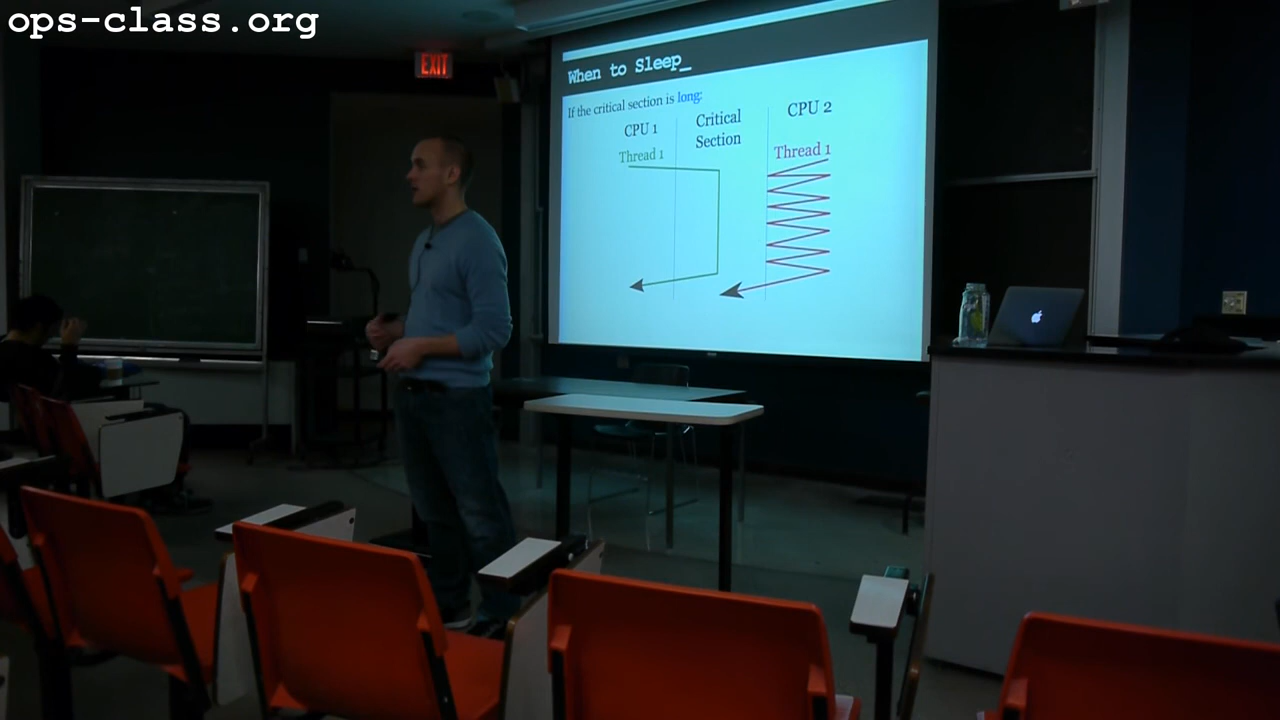 ops-class.org
EXIT
When to Sleep_
If the critical section is long:
CPU 1
Critical
Section
CPU 2
Thread 1
Thread 1